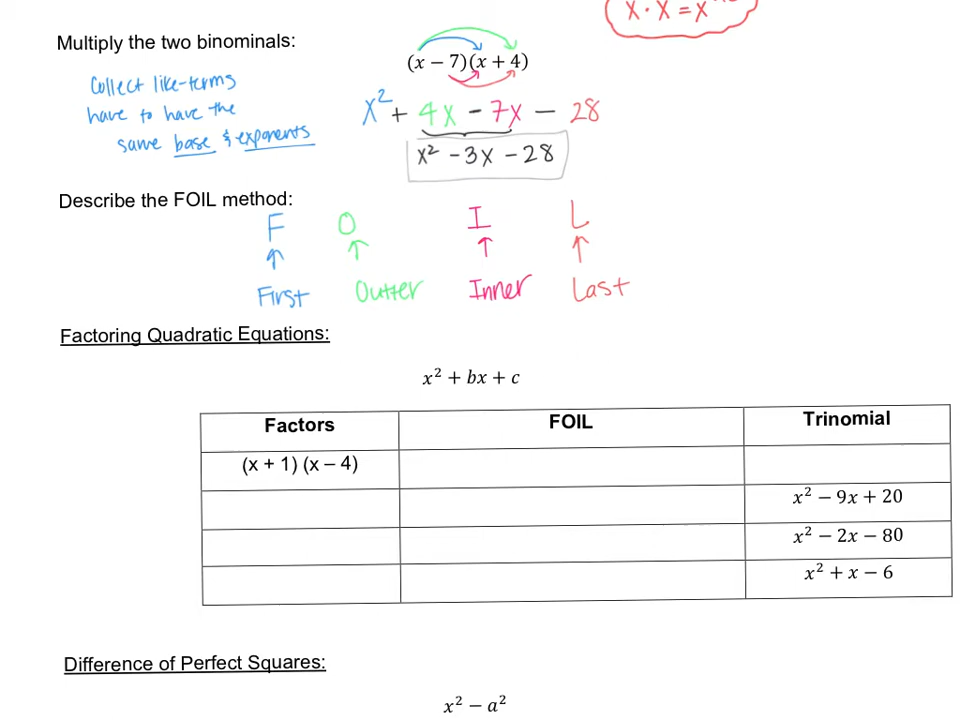 x · x = x
Multiply the two binominals:
(x − 7)(x + 4)
Collect like-terms
have to have the
same base & exponents
x² + 4x − 7x − 28
x² − 3x − 28
Describe the FOIL method:
F O I L
First Outter Inner Last
Factoring Quadratic Equations:
x² + bx + c
Factors FOIL Trinomial
(x + 1) (x – 4)
x² − 9x + 20
x² − 2x − 80
x² + x − 6
Difference of Perfect Squares:
x² − a²